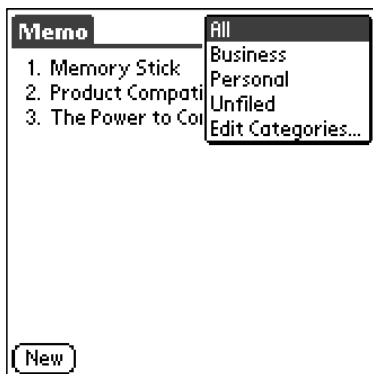 Memo
All
Business
Personal
Unfiled
Edit Categories...
1. Memory Stick
2. Product Compati
3. The Power to Co
New